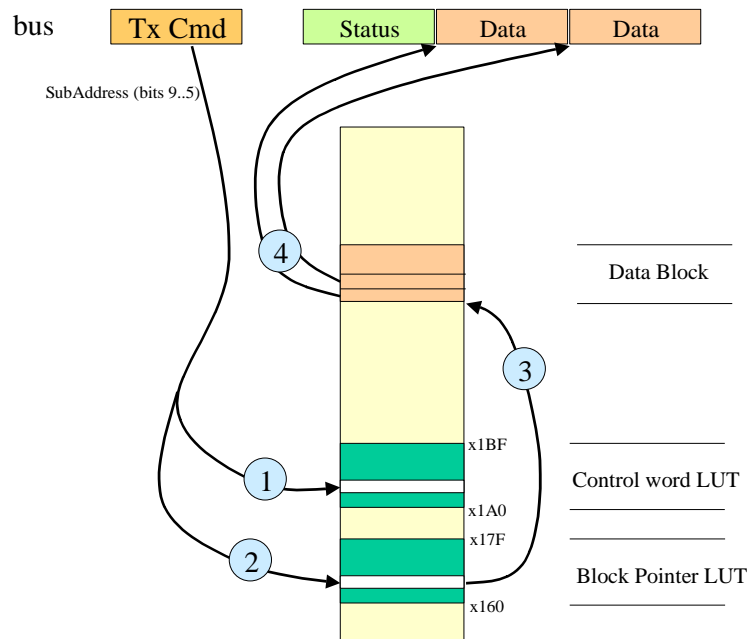 bus
Tx Cmd
Status
Data
Data
SubAddress (bits 9..5)
4
Data Block
3
x1BF
1
Control word LUT
x1A0
x17F
2
Block Pointer LUT
x160